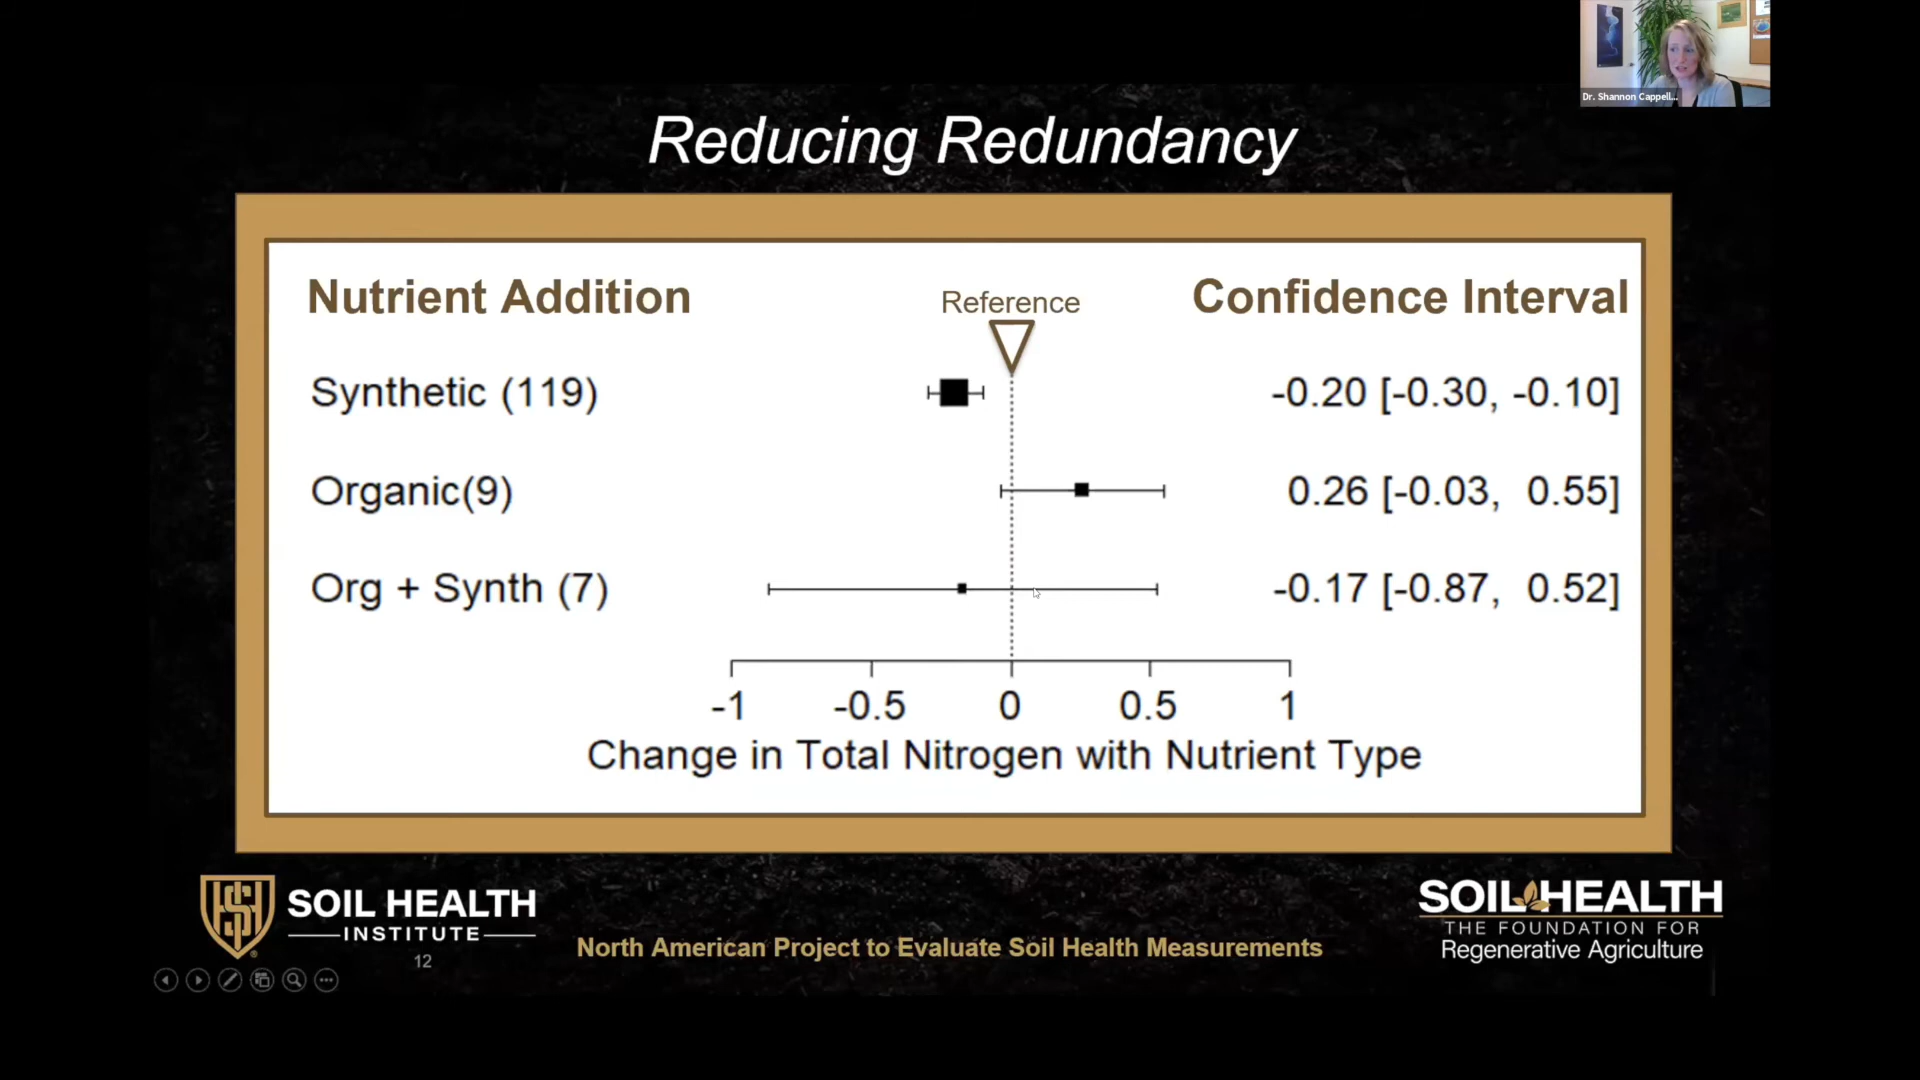 Dr. Shannon Cappell...
Reducing Redundancy
Nutrient Addition
Reference
Confidence Interval
Synthetic (119)
-0.20 [-0.30, -0.10]
Organic(9)
0.26 [-0.03, 0.55]
Org + Synth (7)
-0.17 [-0.87, 0.52]
-1 -0.5 0 0.5 1
Change in Total Nitrogen with Nutrient Type
SOIL HEALTH
INSTITUTE
12
North American Project to Evaluate Soil Health Measurements
SOIL HEALTH
THE FOUNDATION FOR
Regenerative Agriculture